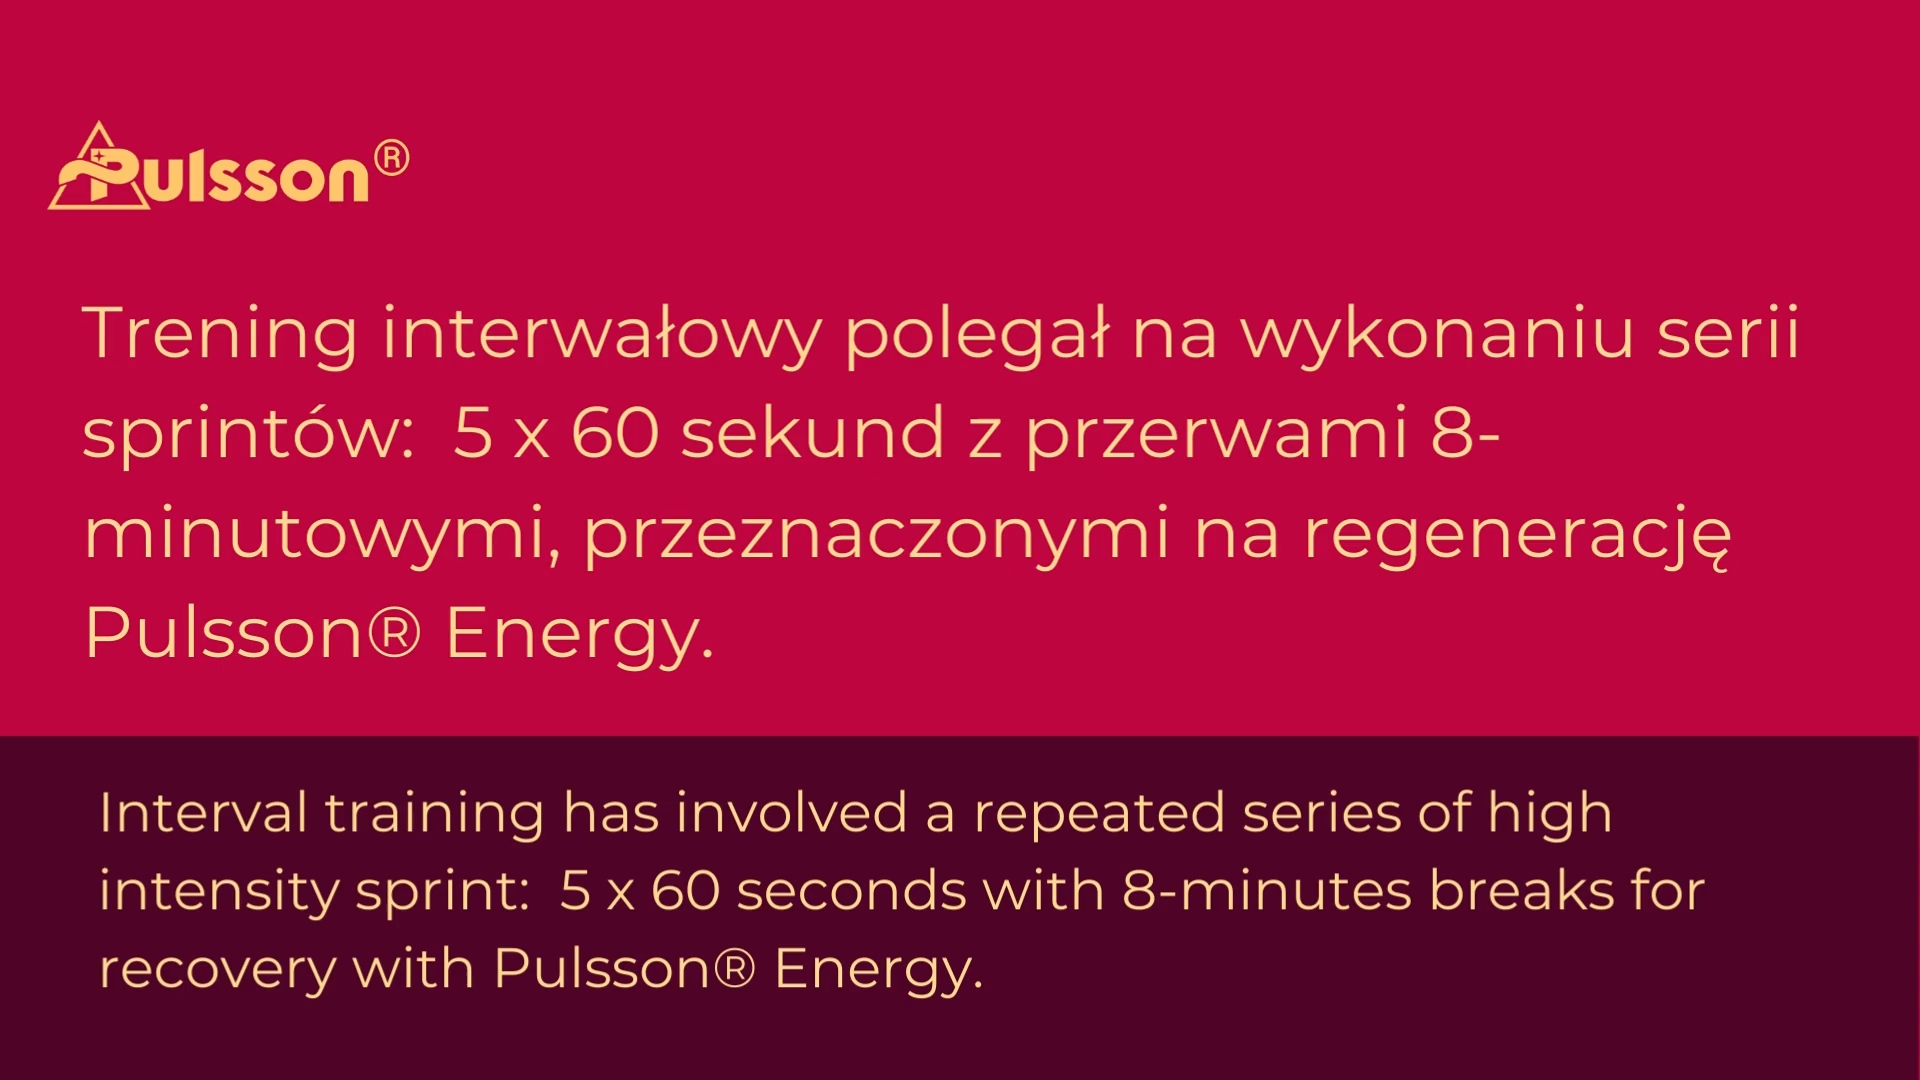 Pulsson®
Trening interwałowy polegał na wykonaniu serii
sprintów:  5 x 60 sekund z przerwami 8-
minutowymi, przeznaczonymi na regenerację
Pulsson® Energy.
Interval training has involved a repeated series of high
intensity sprint:  5 x 60 seconds with 8-minutes breaks for
recovery with Pulsson® Energy.